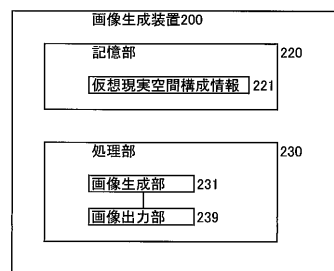 画像生成装置200
記憶部 220
仮想現実空間構成情報 221
処理部 230
画像生成部 231
画像出力部 239